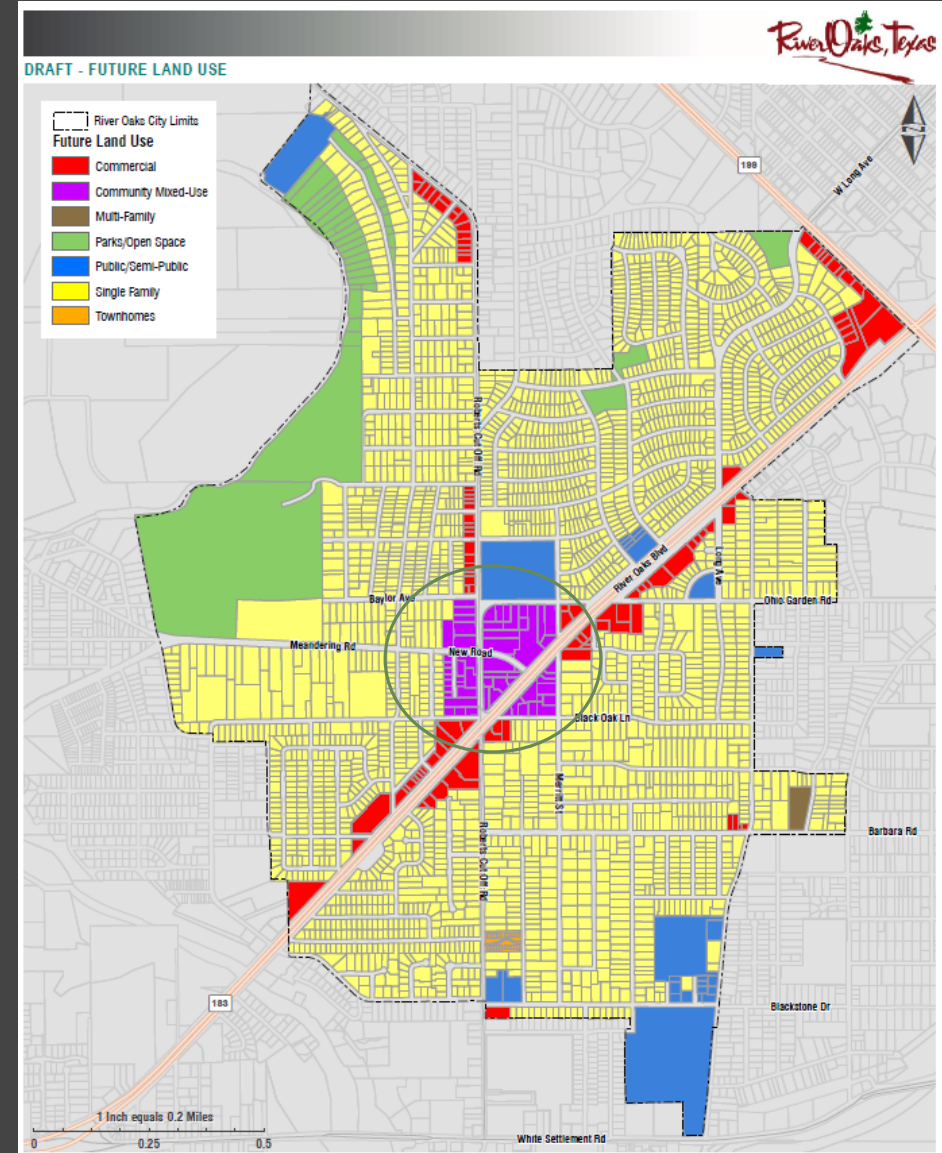 River Oaks, Texas
DRAFT - FUTURE LAND USE
River Oaks City Limits
Future Land Use
Commercial
Community Mixed-Use
Multi-Family
Parks/Open Space
Public/Semi-Public
Single Family
Townhomes
N
199
W Long Ave
Roberts Cut Off Rd
River Oaks Blvd
Long Ave
Baylor Ave
Ohio Garden Rd
Meandering Rd
New Road
Black Oak Ln
Merritt St
Roberts Cut Off Rd
Barbara Rd
183
Blackstone Dr
1 Inch equals 0.2 Miles
0 0.25 0.5
White Settlement Rd